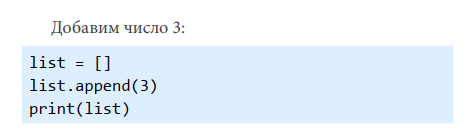 Добавим число 3:
list = []
list.append(3)
print(list)